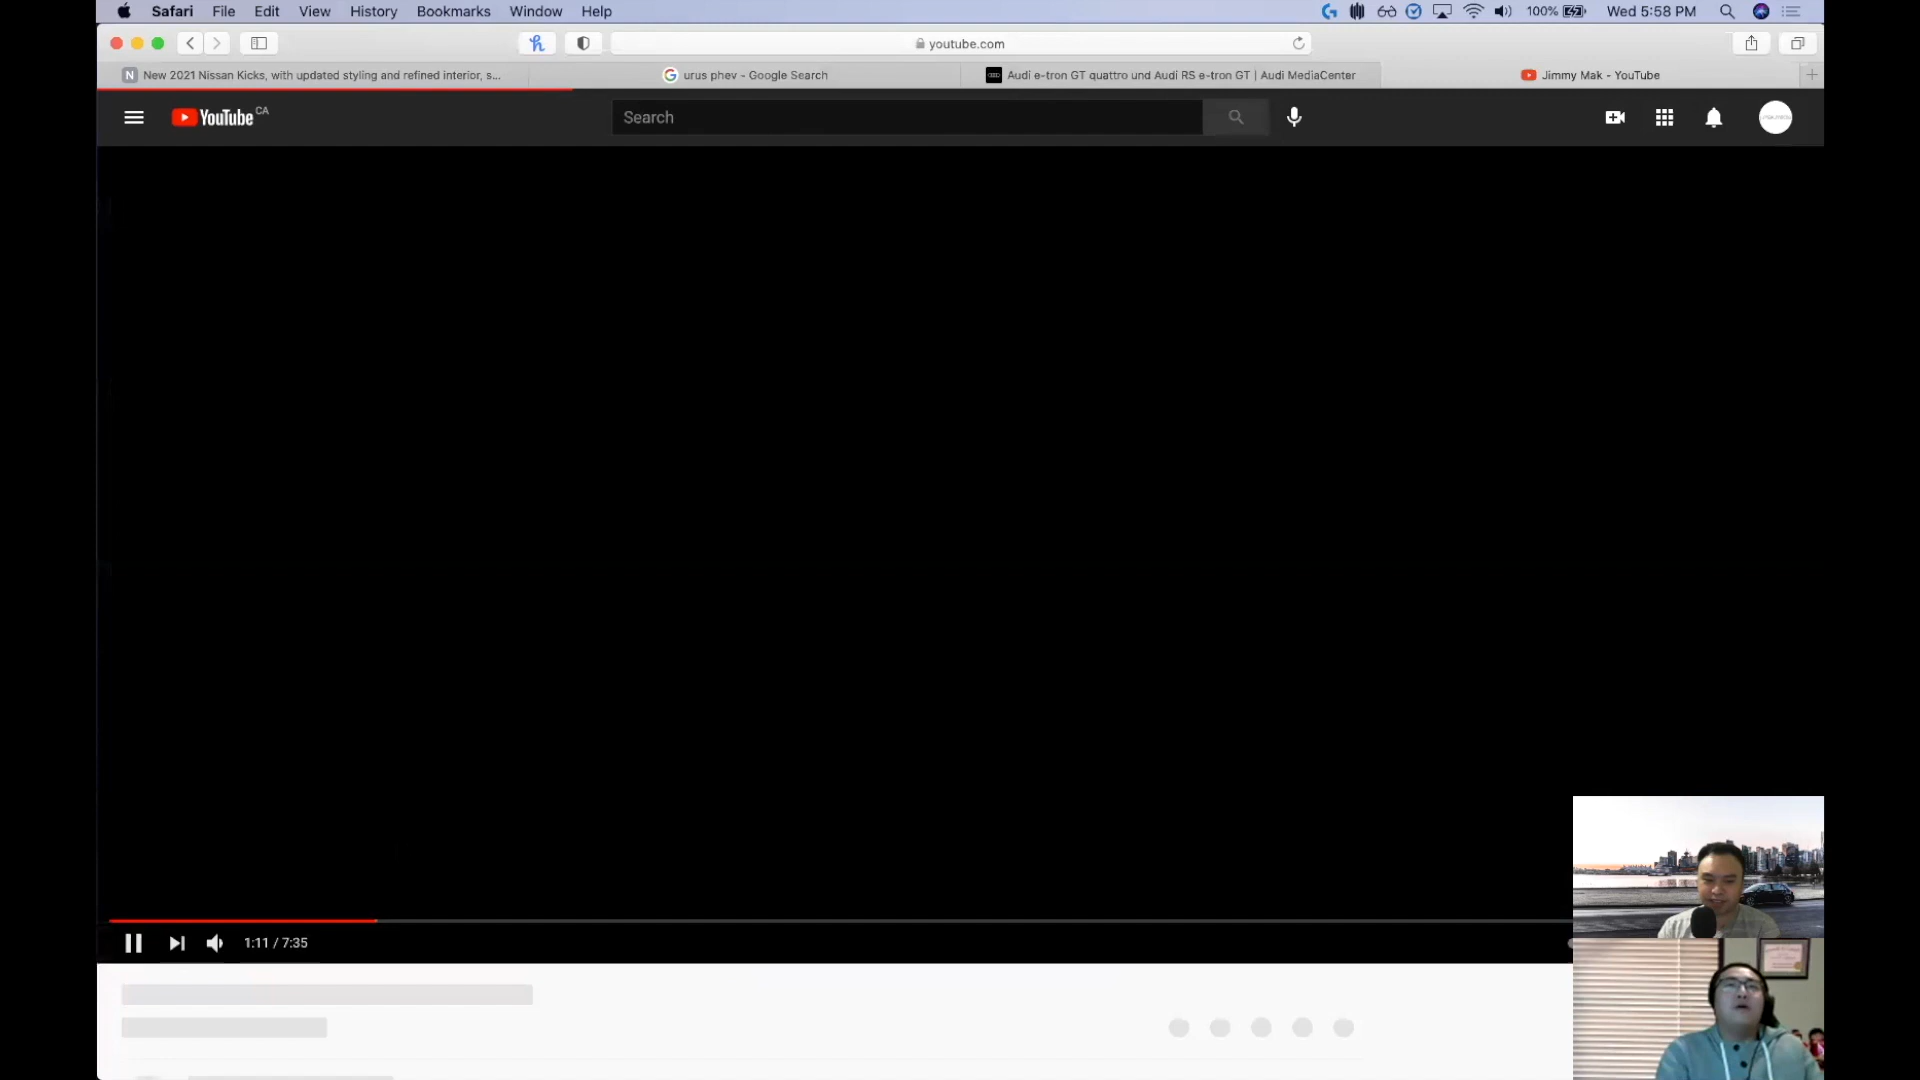 Safari File Edit View History Bookmarks Window Help 100% Wed 5:58 PM
youtube.com
New 2021 Nissan Kicks, with updated styling and refined interior, s...
urus phev - Google Search
Audi e-tron GT quattro und Audi RS e-tron GT | Audi MediaCenter
Jimmy Mak - YouTube
YouTube CA
Search
1:11 / 7:35